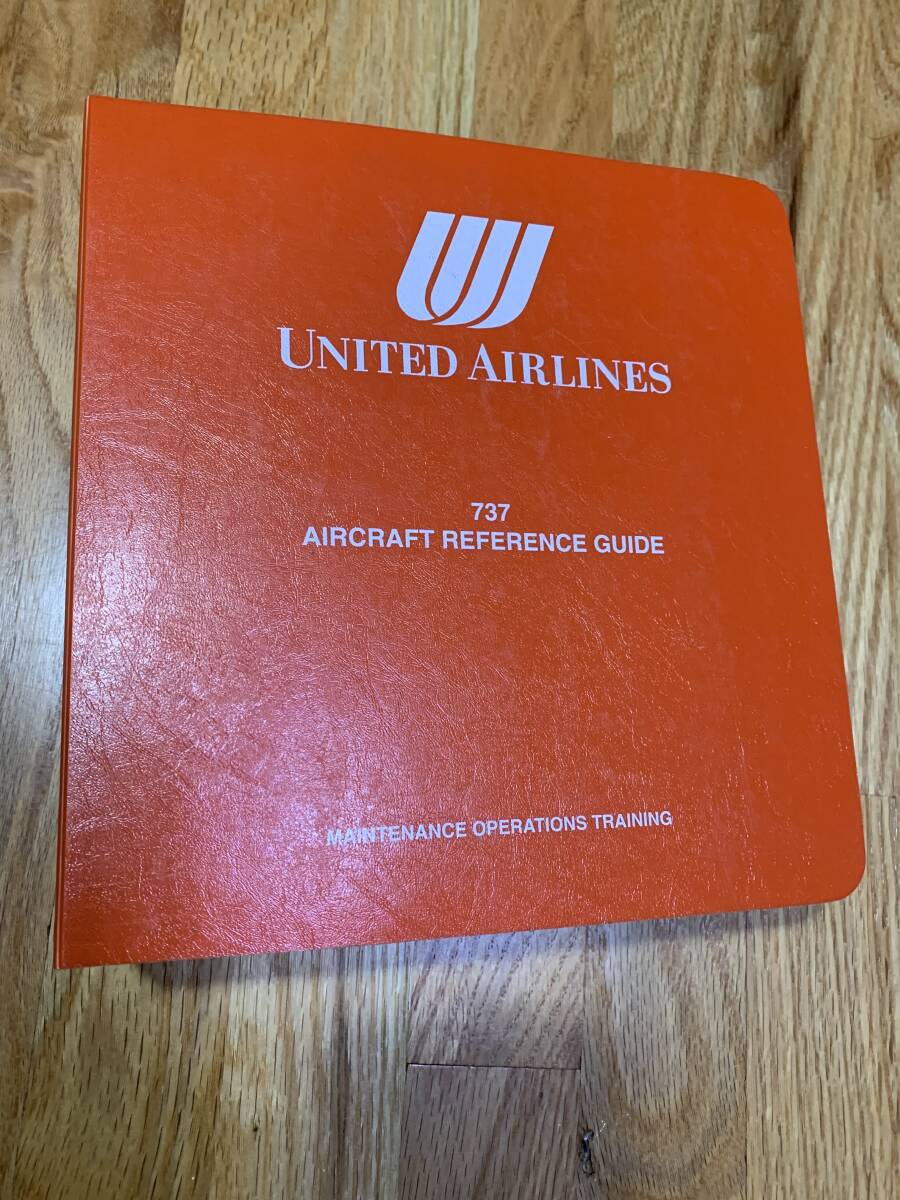 UNITED AIRLINES
737
AIRCRAFT REFERENCE GUIDE
MAINTENANCE OPERATIONS TRAINING